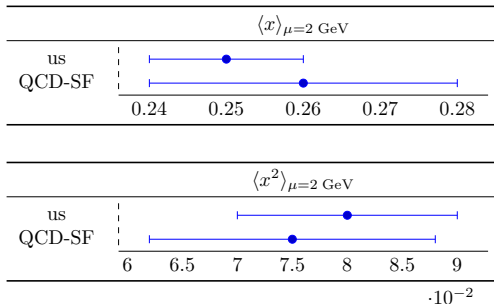 ⟨x⟩μ=2 GeV
us
QCD-SF
0.24 0.25 0.26 0.27 0.28
⟨x²⟩μ=2 GeV
us
QCD-SF
6 6.5 7 7.5 8 8.5 9
·10⁻²